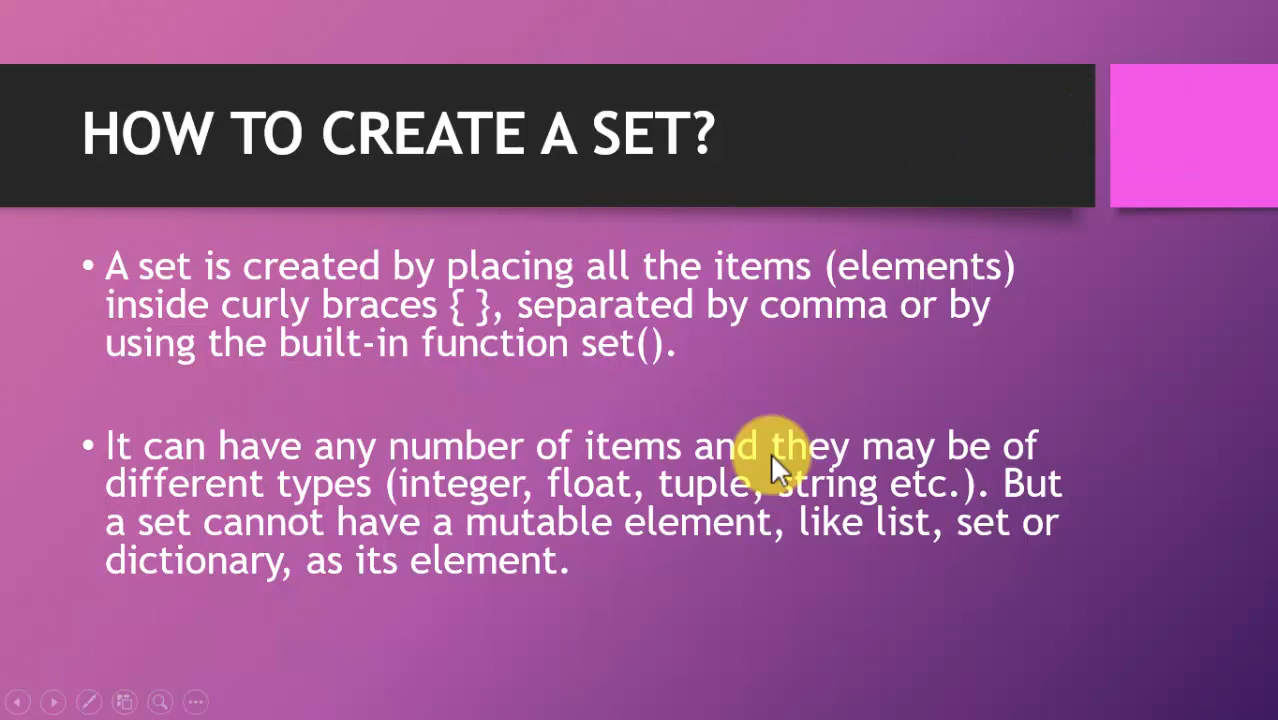 HOW TO CREATE A SET?
• A set is created by placing all the items (elements)
inside curly braces { }, separated by comma or by
using the built-in function set().
• It can have any number of items and they may be of
different types (integer, float, tuple, string etc.). But
a set cannot have a mutable element, like list, set or
dictionary, as its element.